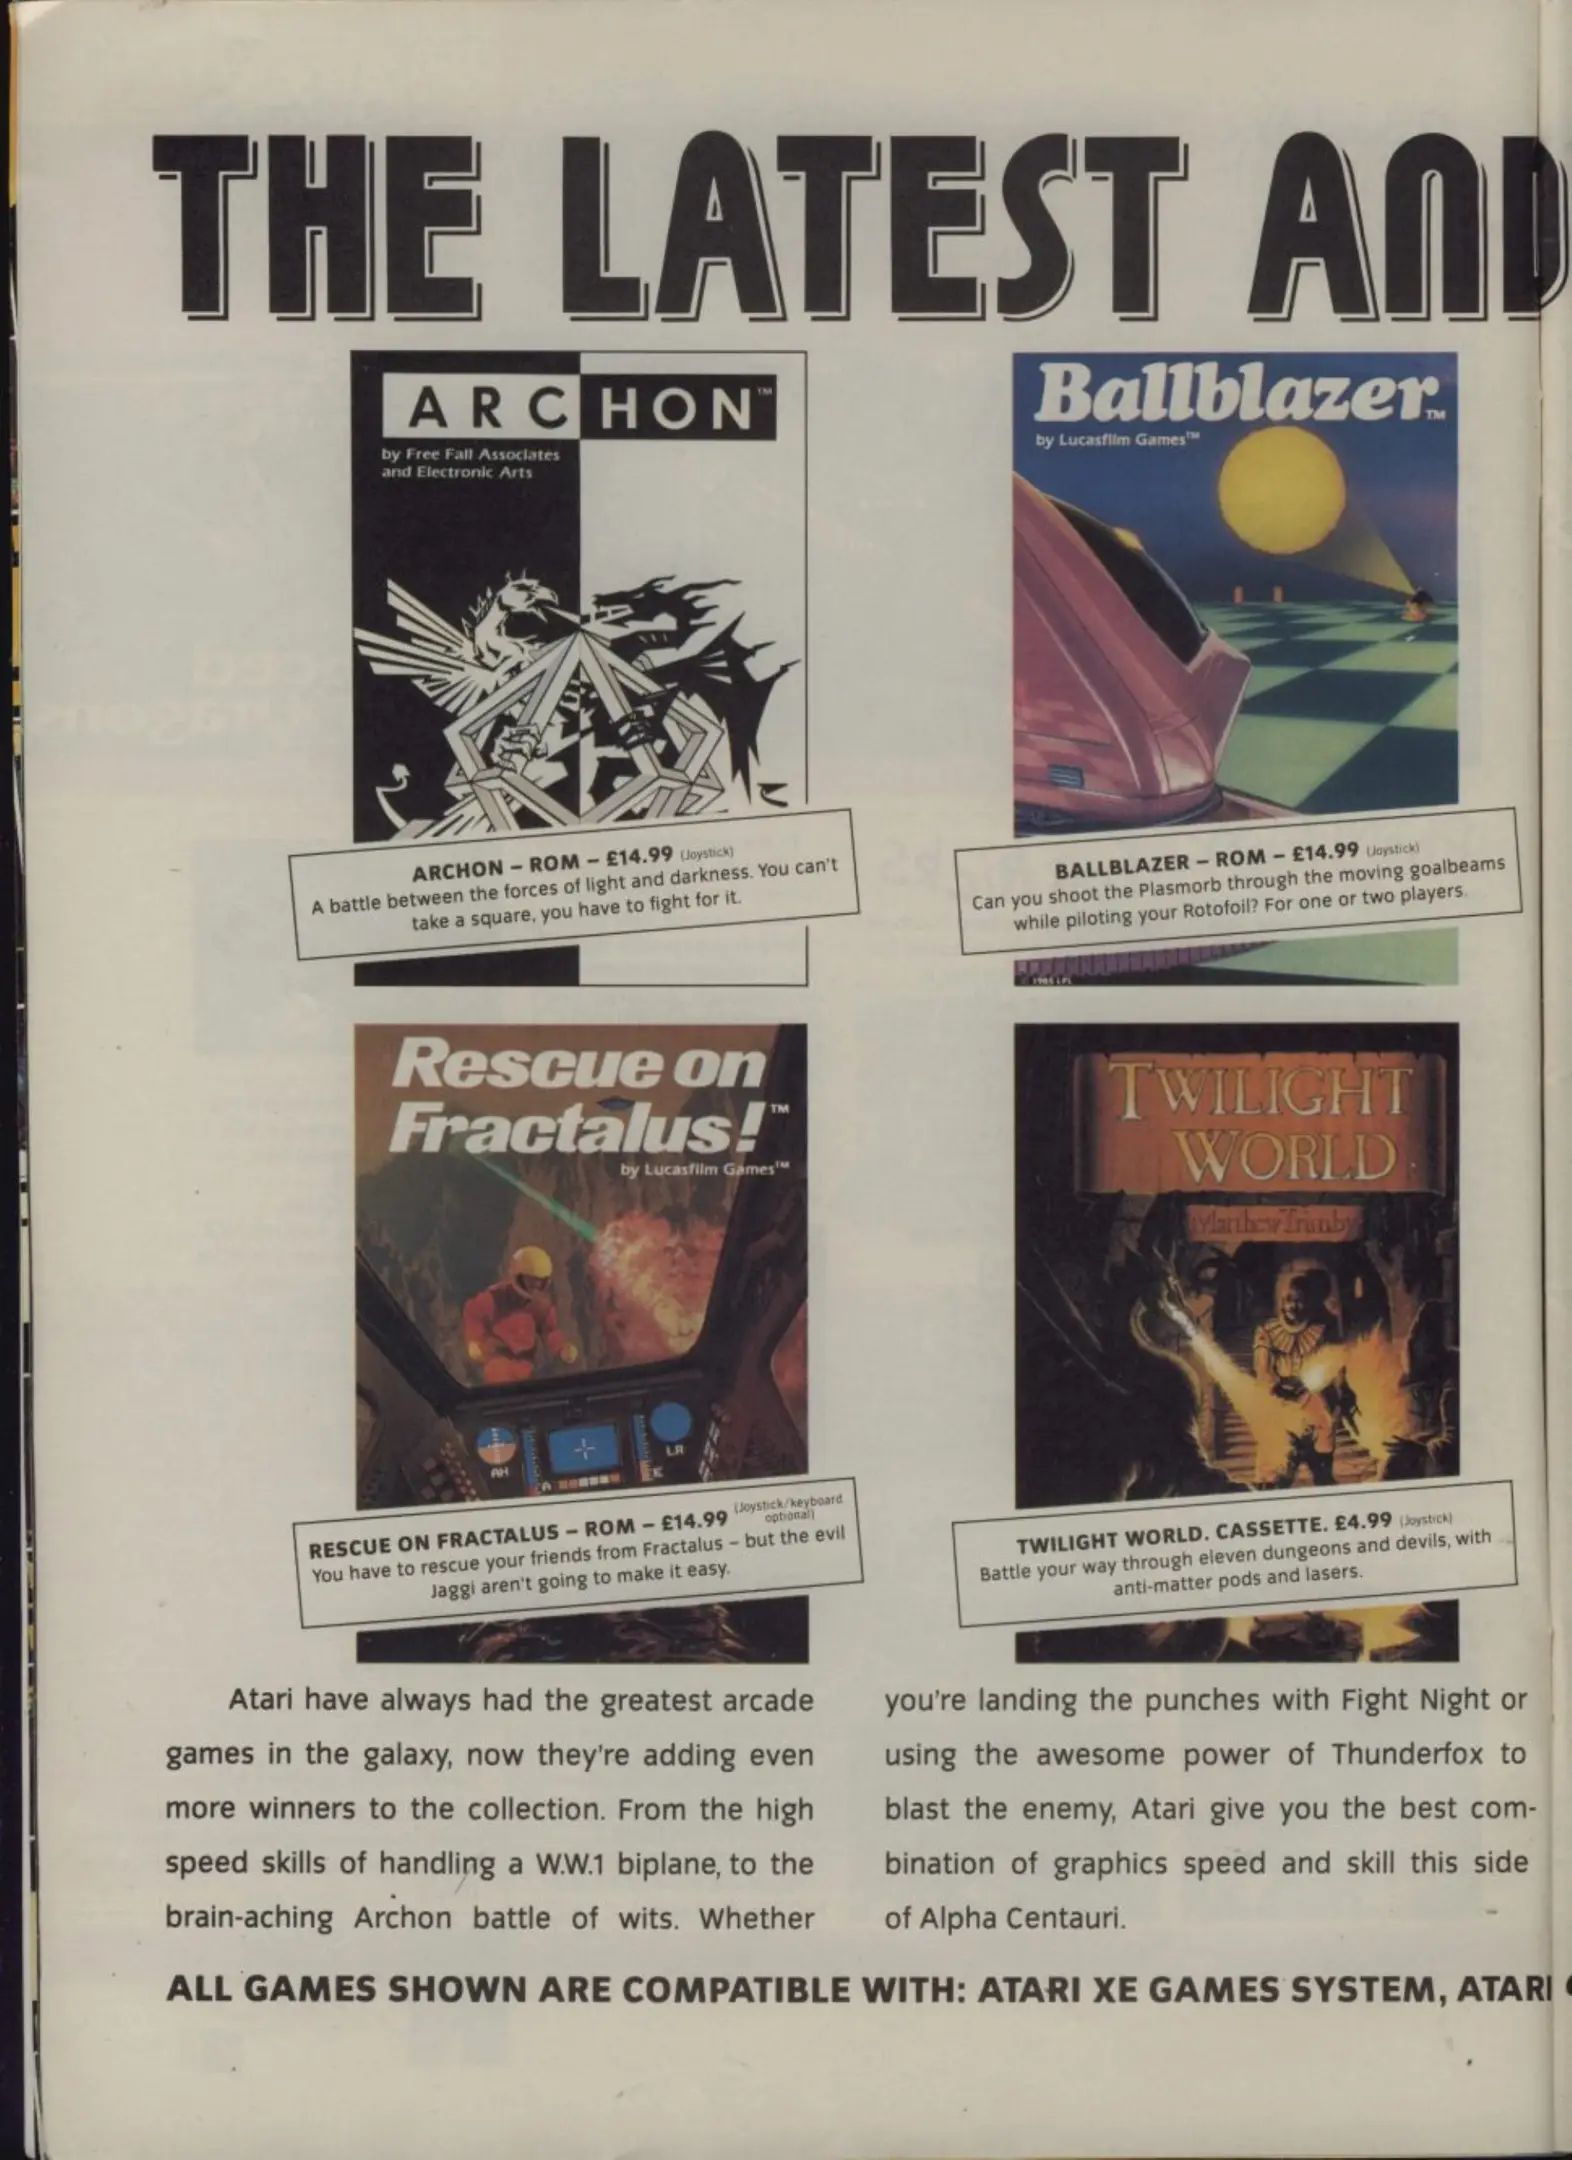 THE LATEST AND
ARCHON™
by Free Fall Associates
and Electronic Arts
ARCHON – ROM – £14.99 (Joystick)
A battle between the forces of light and darkness. You can't
take a square, you have to fight for it.
Ballblazer™
by Lucasfilm Games™
BALLBLAZER – ROM – £14.99 (Joystick)
Can you shoot the Plasmorb through the moving goalbeams
while piloting your Rotofoil? For one or two players.
1985 LFL
Rescue on
Fractalus!™
by Lucasfilm Games™
AH
A
E
LR
RESCUE ON FRACTALUS – ROM – £14.99 (Joystick/keyboard
optional)
You have to rescue your friends from Fractalus – but the evil
Jaggi aren't going to make it easy.
TWILIGHT
WORLD
Matthew Trimby
TWILIGHT WORLD. CASSETTE. £4.99 (Joystick)
Battle your way through eleven dungeons and devils, with
anti-matter pods and lasers.
Atari have always had the greatest arcade
games in the galaxy, now they're adding even
more winners to the collection. From the high
speed skills of handling a W.W.1 biplane, to the
brain-aching Archon battle of wits. Whether
you're landing the punches with Fight Night or
using the awesome power of Thunderfox to
blast the enemy, Atari give you the best com-
bination of graphics speed and skill this side
of Alpha Centauri.
ALL GAMES SHOWN ARE COMPATIBLE WITH: ATARI XE GAMES SYSTEM, ATARI